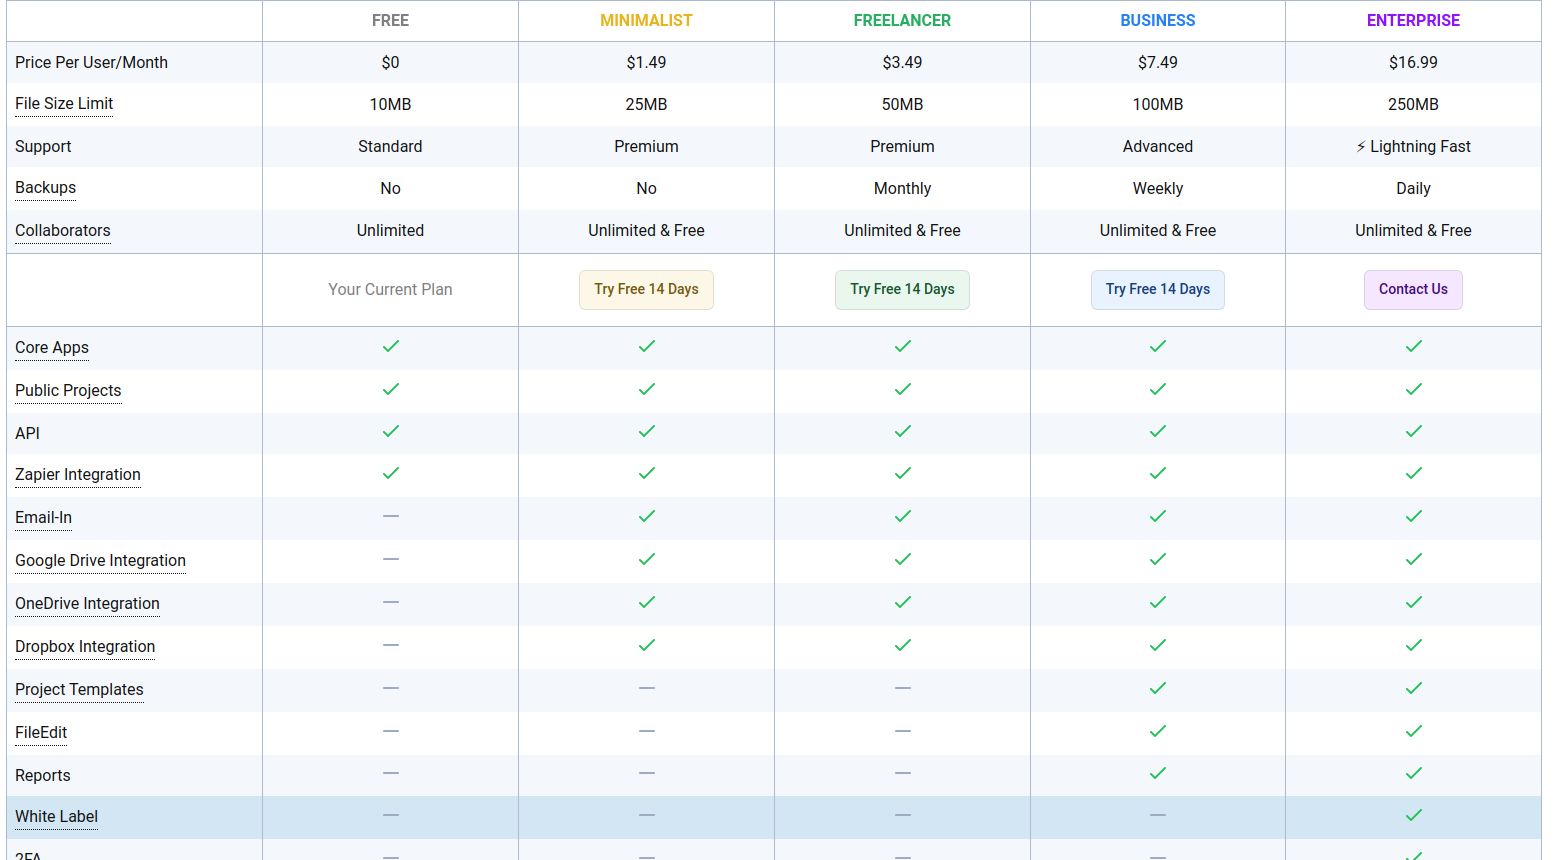 FREE MINIMALIST FREELANCER BUSINESS ENTERPRISE
Price Per User/Month $0 $1.49 $3.49 $7.49 $16.99
File Size Limit 10MB 25MB 50MB 100MB 250MB
Support Standard Premium Premium Advanced ⚡ Lightning Fast
Backups No No Monthly Weekly Daily
Collaborators Unlimited Unlimited & Free Unlimited & Free Unlimited & Free Unlimited & Free
Your Current Plan Try Free 14 Days Try Free 14 Days Try Free 14 Days Contact Us
Core Apps
Public Projects
API
Zapier Integration
Email-In
Google Drive Integration
OneDrive Integration
Dropbox Integration
Project Templates
FileEdit
Reports
White Label
2FA